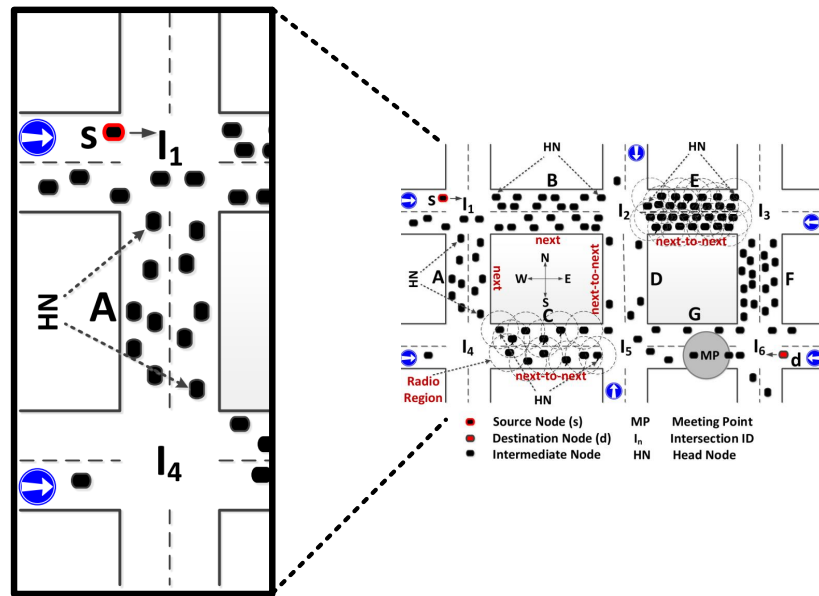 S
I1
HN
A
I4
HN
HN
B
E
s
I1
I2
I3
next
next-to-next
HN
A
next
N
W
E
S
next-to-next
D
F
C
G
I4
I5
MP
I6
d
Radio
Region
next-to-next
HN
Source Node (s)
MP
Meeting Point
Destination Node (d)
In
Intersection ID
Intermediate Node
HN
Head Node